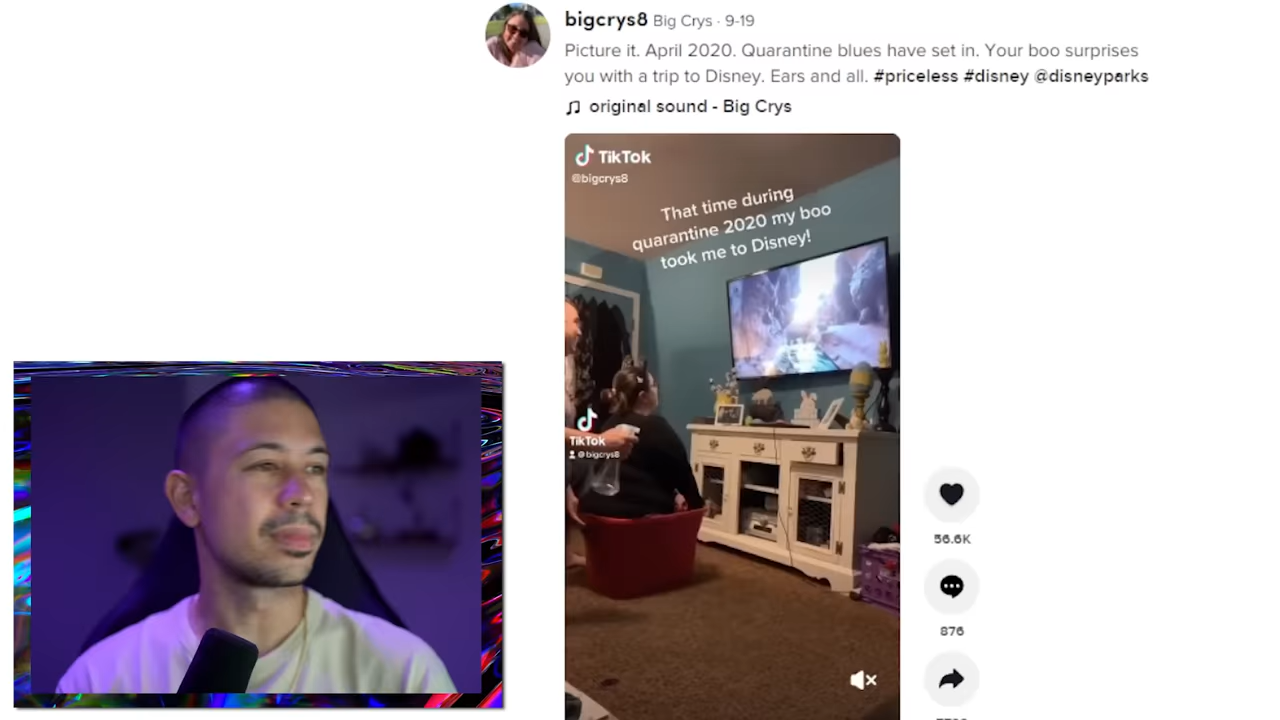 bigcrys8 Big Crys · 9-19
Picture it. April 2020. Quarantine blues have set in. Your boo surprises
you with a trip to Disney. Ears and all. #priceless #disney @disneyparks
original sound - Big Crys
TikTok
@bigcrys8
That time during
quarantine 2020 my boo
took me to Disney!
TikTok
@bigcrys8
56.6K
876